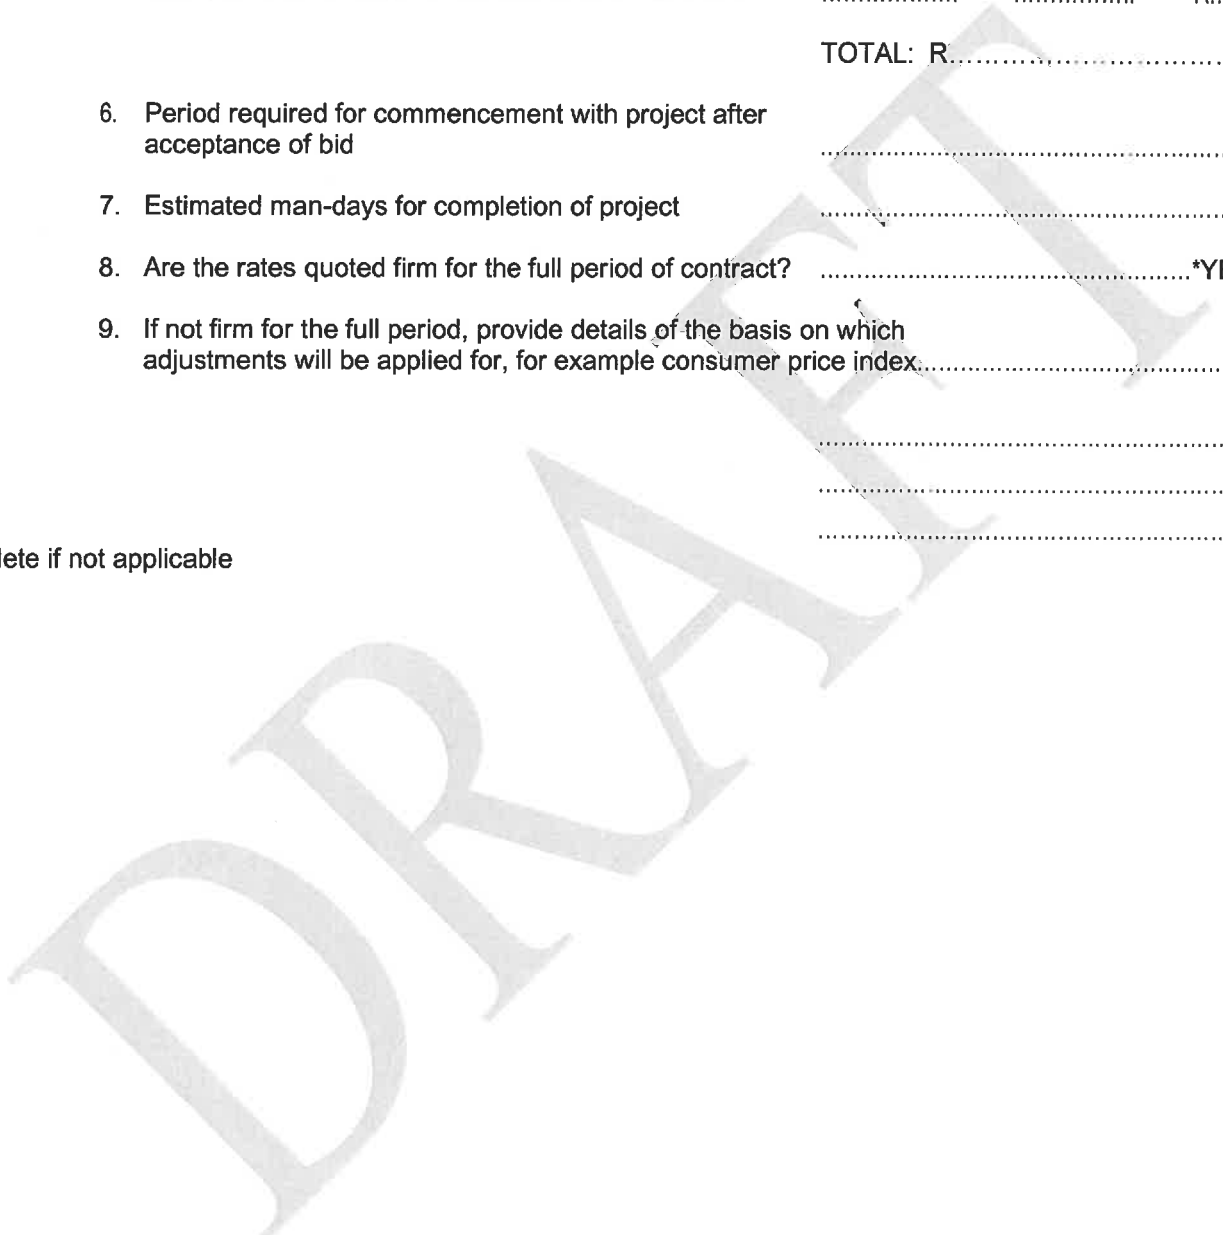 TOTAL: R..............................
6. Period required for commencement with project after
acceptance of bid ..................................................
7. Estimated man-days for completion of project ..................................................
8. Are the rates quoted firm for the full period of contract? ..................................................*
9. If not firm for the full period, provide details of the basis on which
adjustments will be applied for, for example consumer price index..................................................
..................................................
..................................................
..................................................
if not applicable
DRAFT